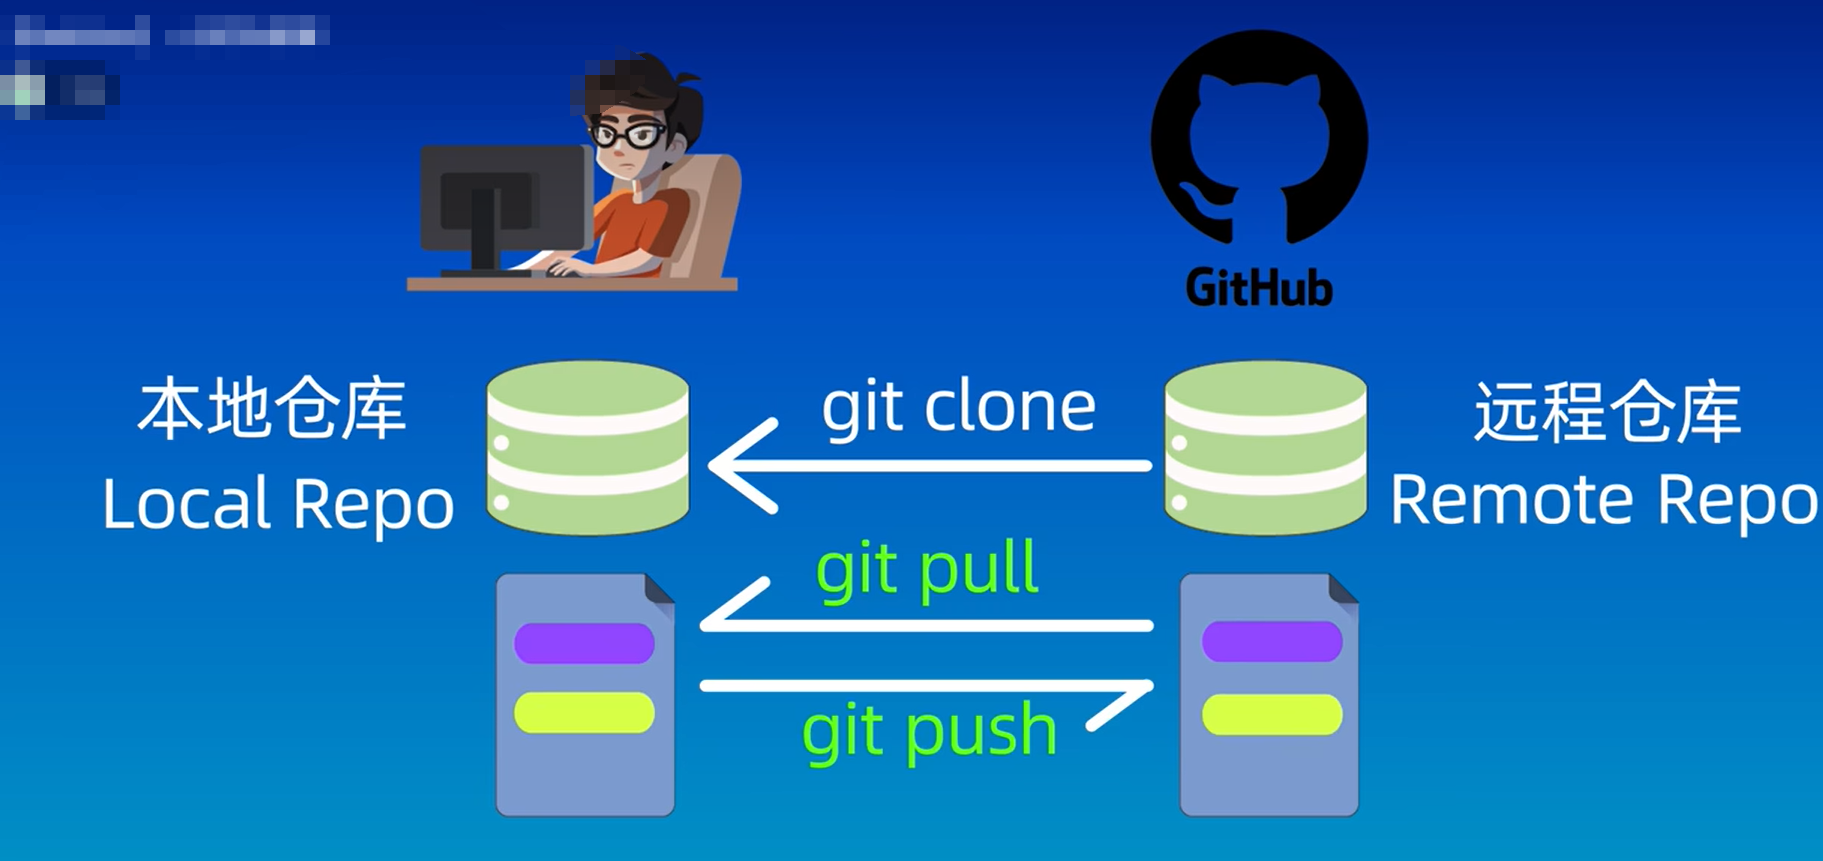 GitHub
本地仓库
Local Repo
git clone
远程仓库
Remote Repo
git pull
git push